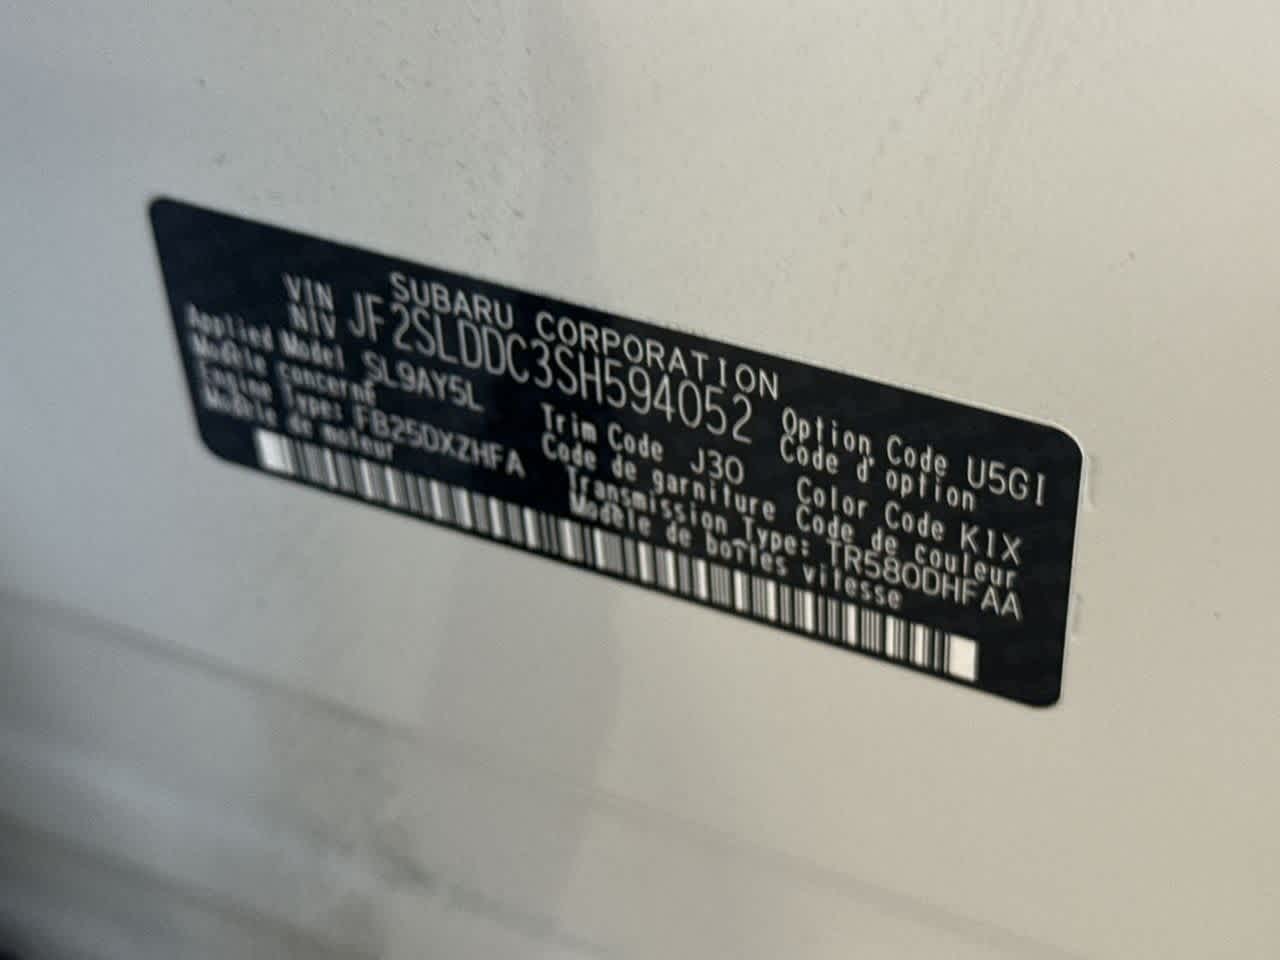 SUBARU CORPORATION
VIN
NIV JF2SLDDC3SH594052
Applied Model SL9AY5L
Modèle concerné
Engine Type: FB25DXZHFA
Modèle de moteur
Trim Code J30
Code de garniture
Option Code U5GI
Code d'option
Color Code K1X
Code de couleur
Transmission Type: TR580DHFAA
Modèle de boîtes vitesse